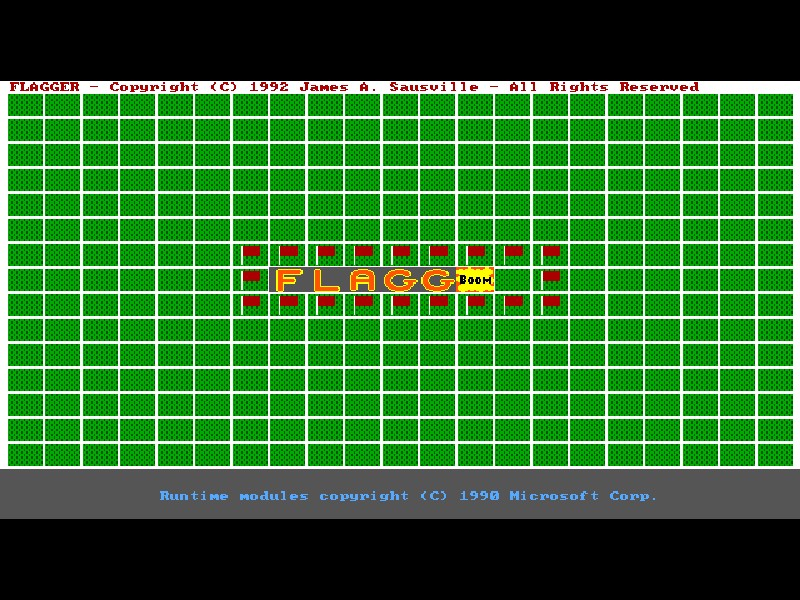 FLAGGER - Copyright (C) 1992 James A. Sausville - All Rights Reserved
FLAGG BOOM
Runtime modules copyright (C) 1990 Microsoft Corp.